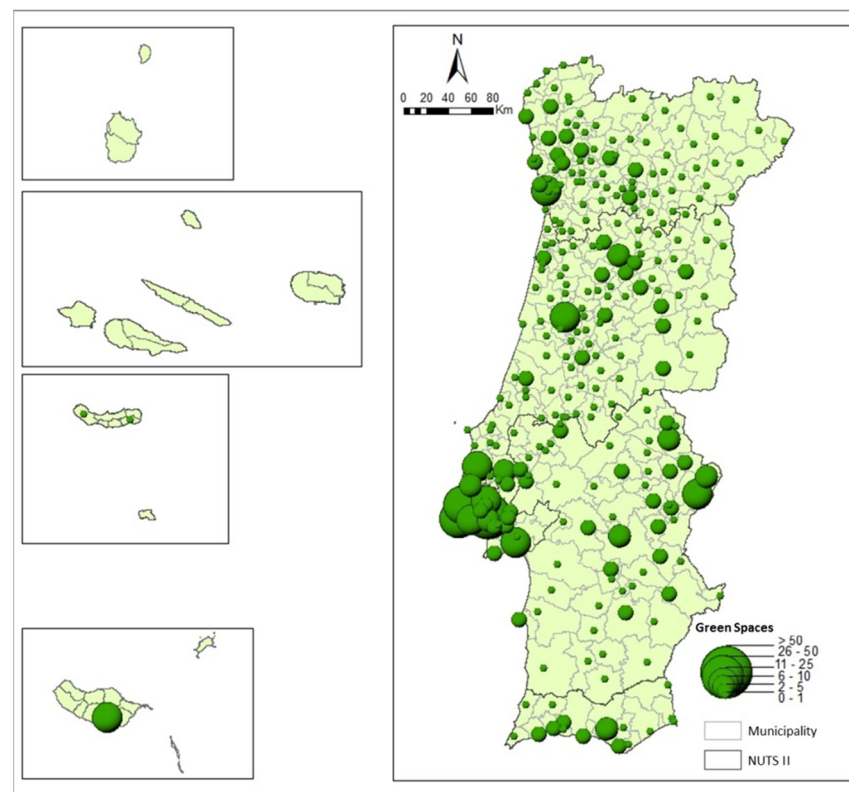 N
0 20 40 60 80
Km
Green Spaces
> 50
26 - 50
11 - 25
6 - 10
2 - 5
0 - 1
Municipality
NUTS II